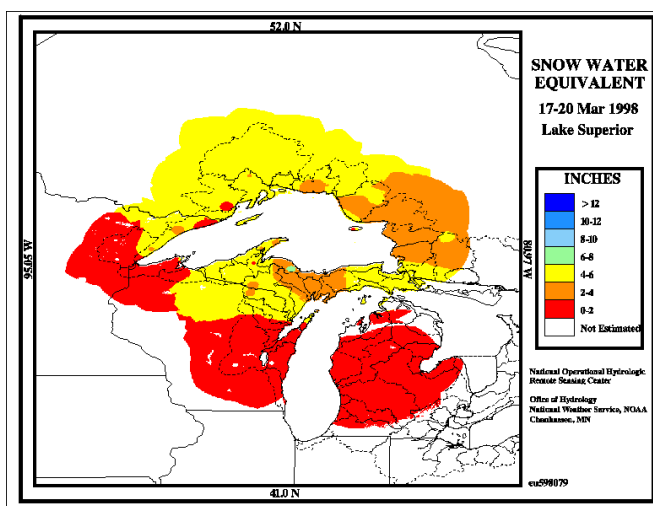 52.0 N
95.05 W
80.97 W
41.0 N
SNOW WATER
EQUIVALENT
17-20 Mar 1998
Lake Superior
INCHES
> 12
10-12
8-10
6-8
4-6
2-4
0-2
Not Estimated
National Operational Hydrologic
Remote Sensing Center
Office of Hydrology
National Weather Service, NOAA
Chanhassen, MN
eu598079